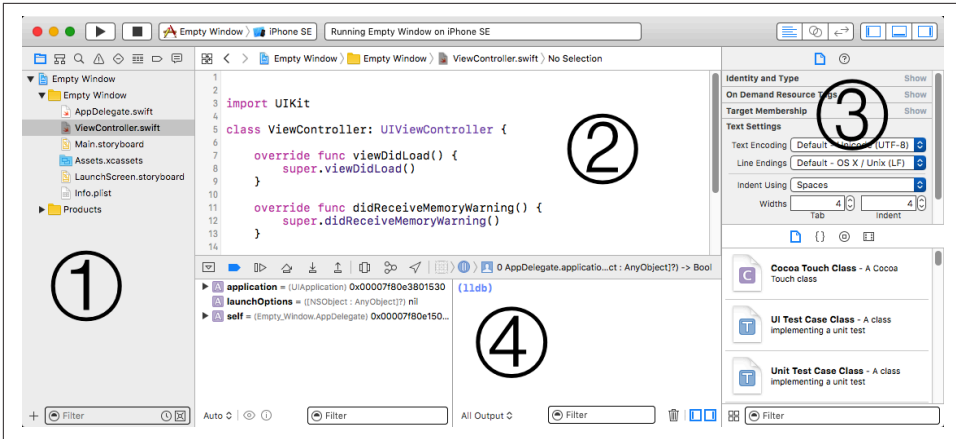 Empty Window iPhone SE Running Empty Window on iPhone SE
Empty Window
Empty Window
AppDelegate.swift
ViewController.swift
Main.storyboard
Assets.xcassets
LaunchScreen.storyboard
Info.plist
Products
1
Filter
Empty Window Empty Window ViewController.swift No Selection
1
2
3 import UIKit
4
5 class ViewController: UIViewController {
6
7 override func viewDidLoad() {
8 super.viewDidLoad()
9 }
10
11 override func didReceiveMemoryWarning() {
12 super.didReceiveMemoryWarning()
13 }
14
2
0 AppDelegate.applicatio...ct : AnyObject]?) -> Bool
A application = (UIApplication) 0x00007f80e3801530
A launchOptions = ([NSObject : AnyObject]?) nil
A self = (Empty_Window.AppDelegate) 0x00007f80e150...
Auto Filter
(lldb)
4
All Output Filter
Identity and Type Show
On Demand Resource Tags Show
Target Membership Show
3
Text Settings
Text Encoding Default - Unicode (UTF-8)
Line Endings Default - OS X / Unix (LF)
Indent Using Spaces
Widths 4 4
Tab Indent
{}
C
Cocoa Touch Class - A Cocoa
Touch class
T
UI Test Case Class - A class
implementing a unit test
T
Unit Test Case Class - A class
implementing a unit test
Filter